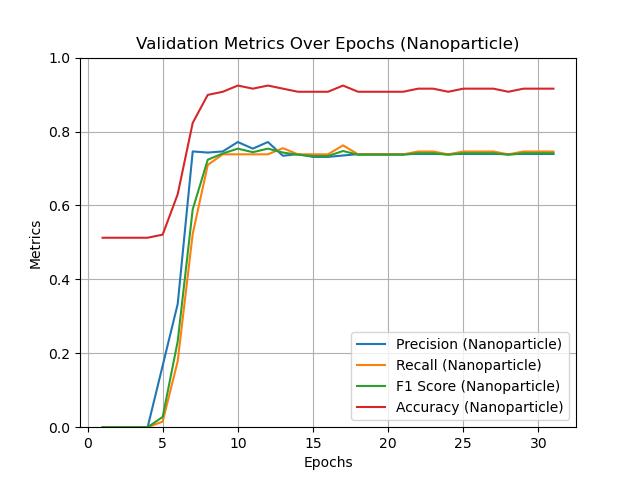 Validation Metrics Over Epochs (Nanoparticle)
1.0
0.8
0.6
0.4
0.2
0.0
Metrics
0 5 10 15 20 25 30
Epochs
Precision (Nanoparticle)
Recall (Nanoparticle)
F1 Score (Nanoparticle)
Accuracy (Nanoparticle)